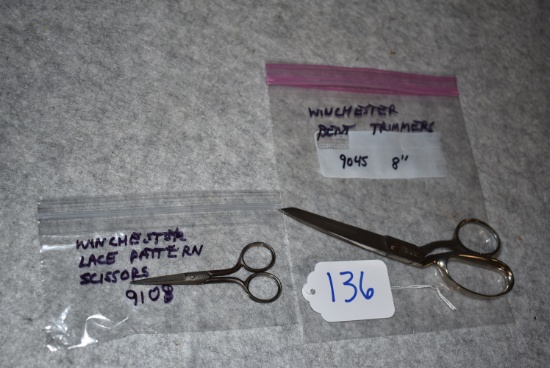 WINCHESTER
BENT TRIMMERS
9045 8"
WINCHESTER
LACE PATTERN
SCISSORS
9108
136